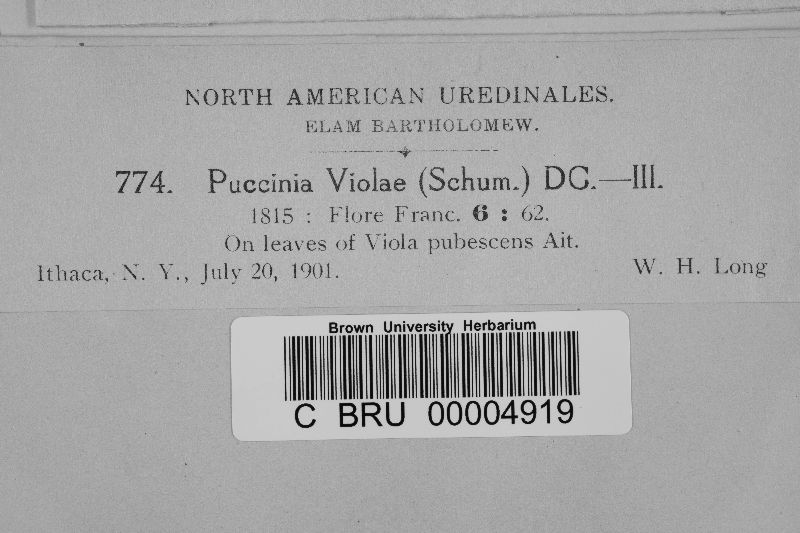 NORTH AMERICAN UREDINALES.
ELAM BARTHOLOMEW.
774. Puccinia Violae (Schum.) DC.—III.
1815 : Flore Franc. 6 : 62.
On leaves of Viola pubescens Ait.
Ithaca, N. Y., July 20, 1901. W. H. Long
Brown University Herbarium
C BRU 00004919